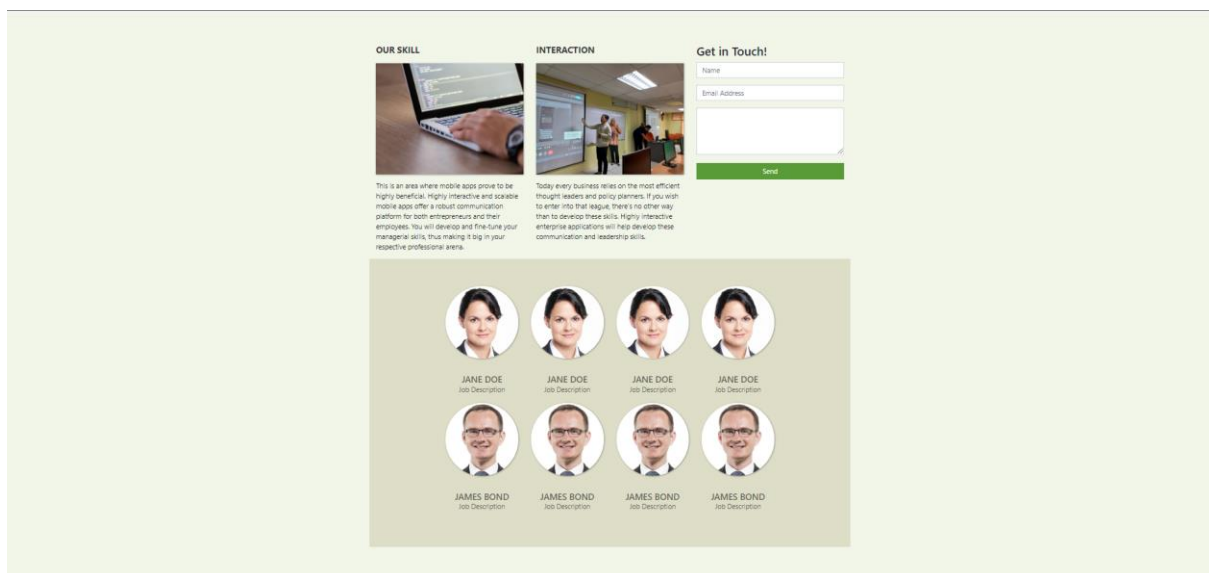 OUR SKILL
This is an area where mobile apps prove to be
highly beneficial. Highly interactive and scalable
mobile apps offer a robust communication
platform for both entrepreneurs and their
employees. You will develop and fine-tune your
managerial skills, thus making it big in your
respective professional arena.
INTERACTION
Today every business relies on the most efficient
thought leaders and policy planners. If you wish
to enter into that league, there's no other way
than to develop these skills. Highly interactive
enterprise applications will help develop these
communication and leadership skills.
Get in Touch!
Name
Email Address
Send
JANE DOE JANE DOE JANE DOE JANE DOE
Job Description Job Description Job Description Job Description
JAMES BOND JAMES BOND JAMES BOND JAMES BOND
Job Description Job Description Job Description Job Description